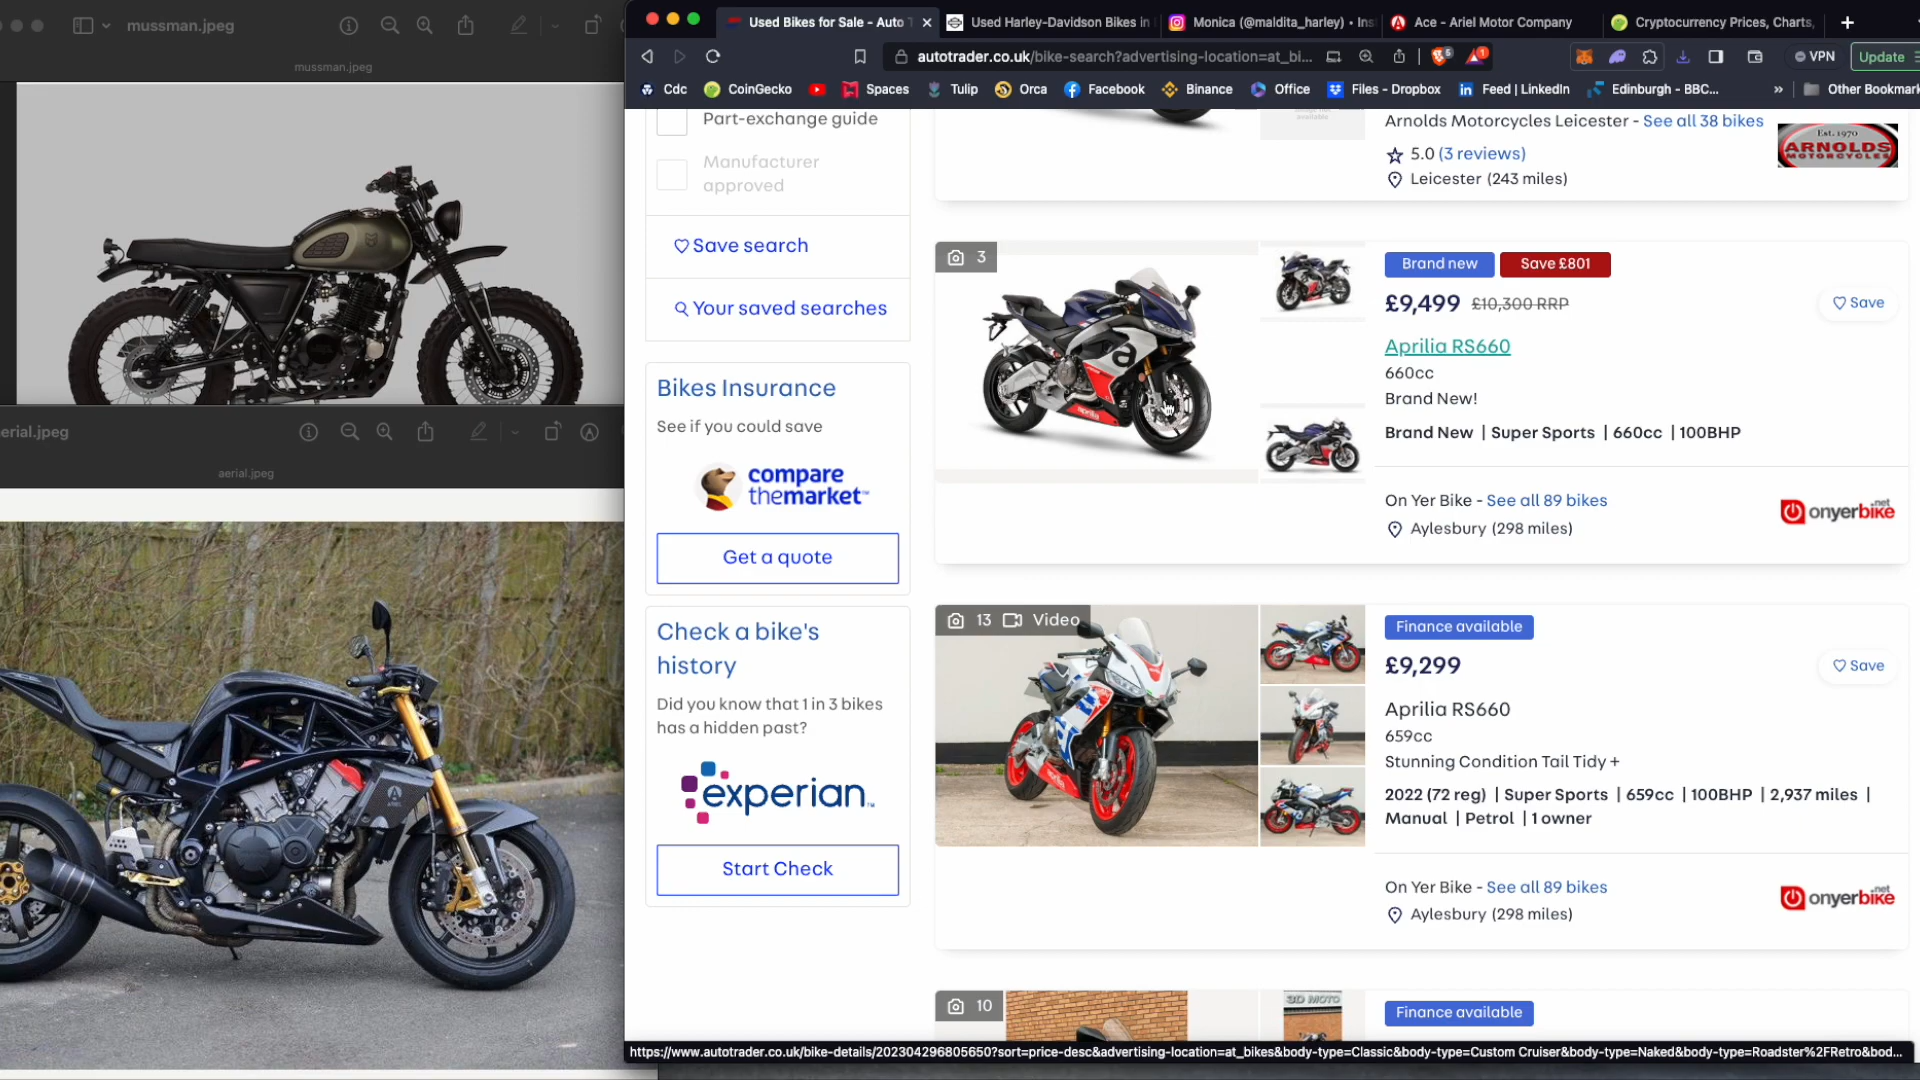 mussman.jpeg
mussman.jpeg
erial.jpeg
aerial.jpeg
Used Bikes for Sale - Auto T
Used Harley-Davidson Bikes in
Monica (@maldita_harley) • Ins
Ace - Ariel Motor Company
Cryptocurrency Prices, Charts,
autotrader.co.uk/bike-search?advertising-location=at_bi...
5
1
VPN
Update
Cdc
CoinGecko
Spaces
Tulip
Orca
Facebook
Binance
Office
Files - Dropbox
Feed | LinkedIn
Edinburgh - BBC...
»
Other Bookmark
Part-exchange guide
Manufacturer
approved
Save search
Your saved searches
Bikes Insurance
See if you could save
compare
themarket
Get a quote
Check a bike's
history
Did you know that 1 in 3 bikes
has a hidden past?
experian
Start Check
available
Arnolds Motorcycles Leicester - See all 38 bikes
5.0 (3 reviews)
Leicester (243 miles)
Est. 1970
ARNOLDS
MOTORCYCLES
3
Brand new
Save £801
£9,499 £10,300 RRP
Save
Aprilia RS660
660cc
Brand New!
Brand New | Super Sports | 660cc | 100BHP
On Yer Bike - See all 89 bikes
Aylesbury (298 miles)
onyerbike.net
13 Video
Finance available
£9,299
Save
Aprilia RS660
659cc
Stunning Condition Tail Tidy +
2022 (72 reg) | Super Sports | 659cc | 100BHP | 2,937 miles |
Manual | Petrol | 1 owner
On Yer Bike - See all 89 bikes
Aylesbury (298 miles)
onyerbike.net
10
3D MOTO
Finance available
https://www.autotrader.co.uk/bike-details/202304296805650?sort=price-desc&advertising-location=at_bikes&body-type=Classic&body-type=Custom Cruiser&body-type=Naked&body-type=Roadster%2FRetro&bod...